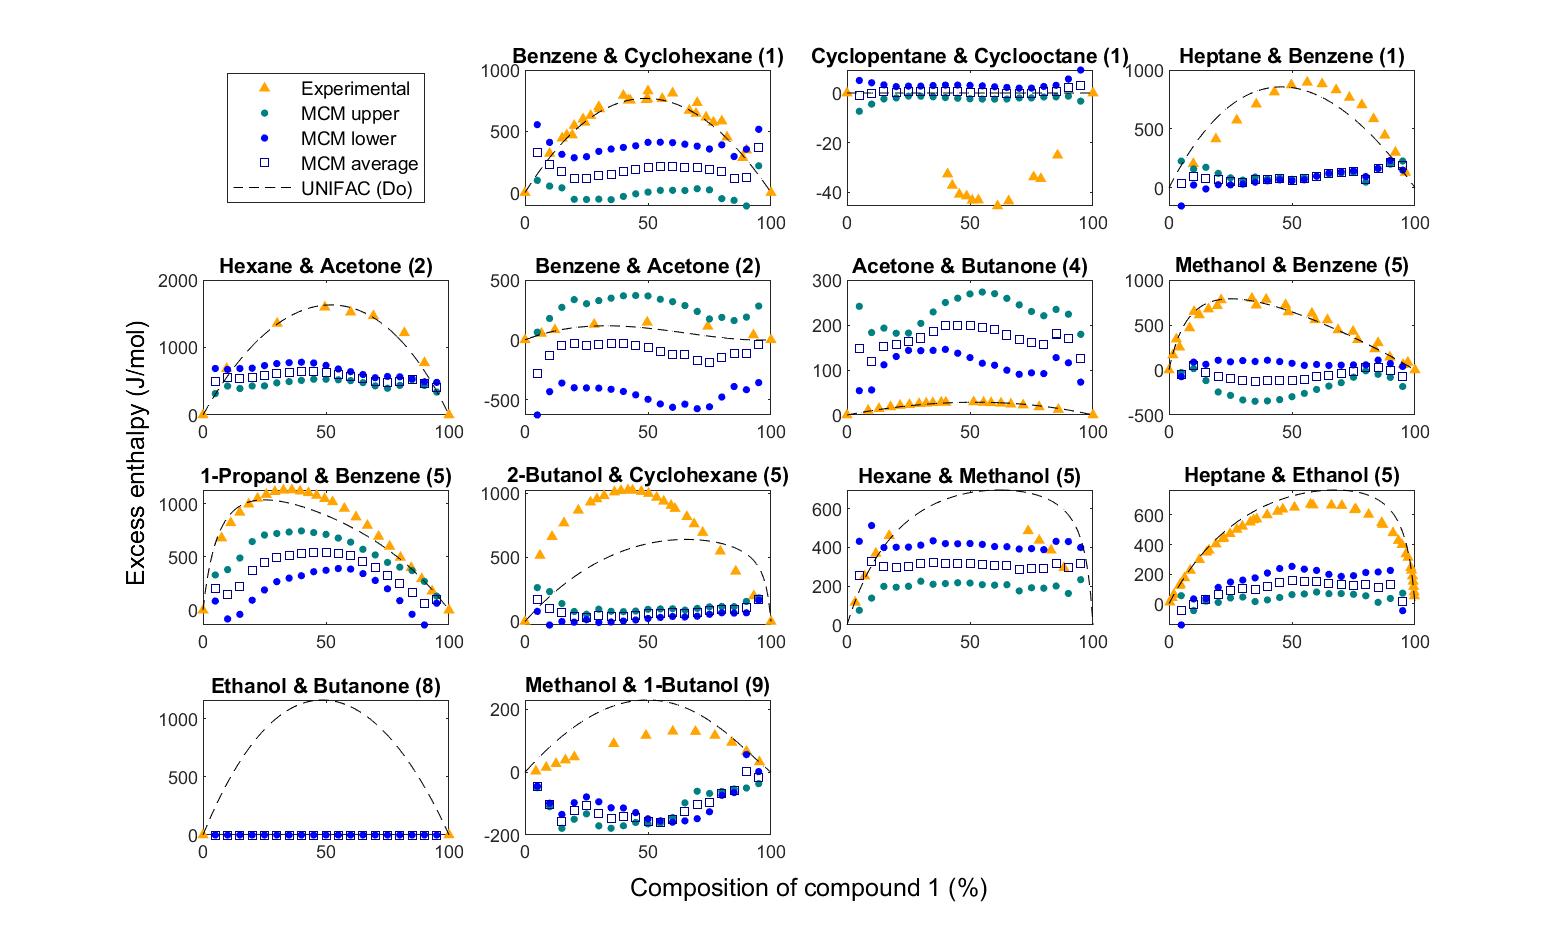 Experimental
MCM upper
MCM lower
MCM average
UNIFAC (Do)
Benzene & Cyclohexane (1)
1000
500
0
0 50 100
Cyclopentane & Cyclooctane (1)
0
-20
-40
0 50 100
Heptane & Benzene (1)
1000
500
0
0 50 100
Excess enthalpy (J/mol)
Hexane & Acetone (2)
2000
1000
0
0 50 100
Benzene & Acetone (2)
500
0
-500
0 50 100
Acetone & Butanone (4)
300
200
100
0
0 50 100
Methanol & Benzene (5)
1000
500
0
-500
0 50 100
1-Propanol & Benzene (5)
1000
500
0
0 50 100
2-Butanol & Cyclohexane (5)
1000
500
0
0 50 100
Hexane & Methanol (5)
600
400
200
0
0 50 100
Heptane & Ethanol (5)
600
400
200
0
0 50 100
Ethanol & Butanone (8)
1000
500
0
0 50 100
Methanol & 1-Butanol (9)
200
0
-200
0 50 100
Composition of compound 1 (%)